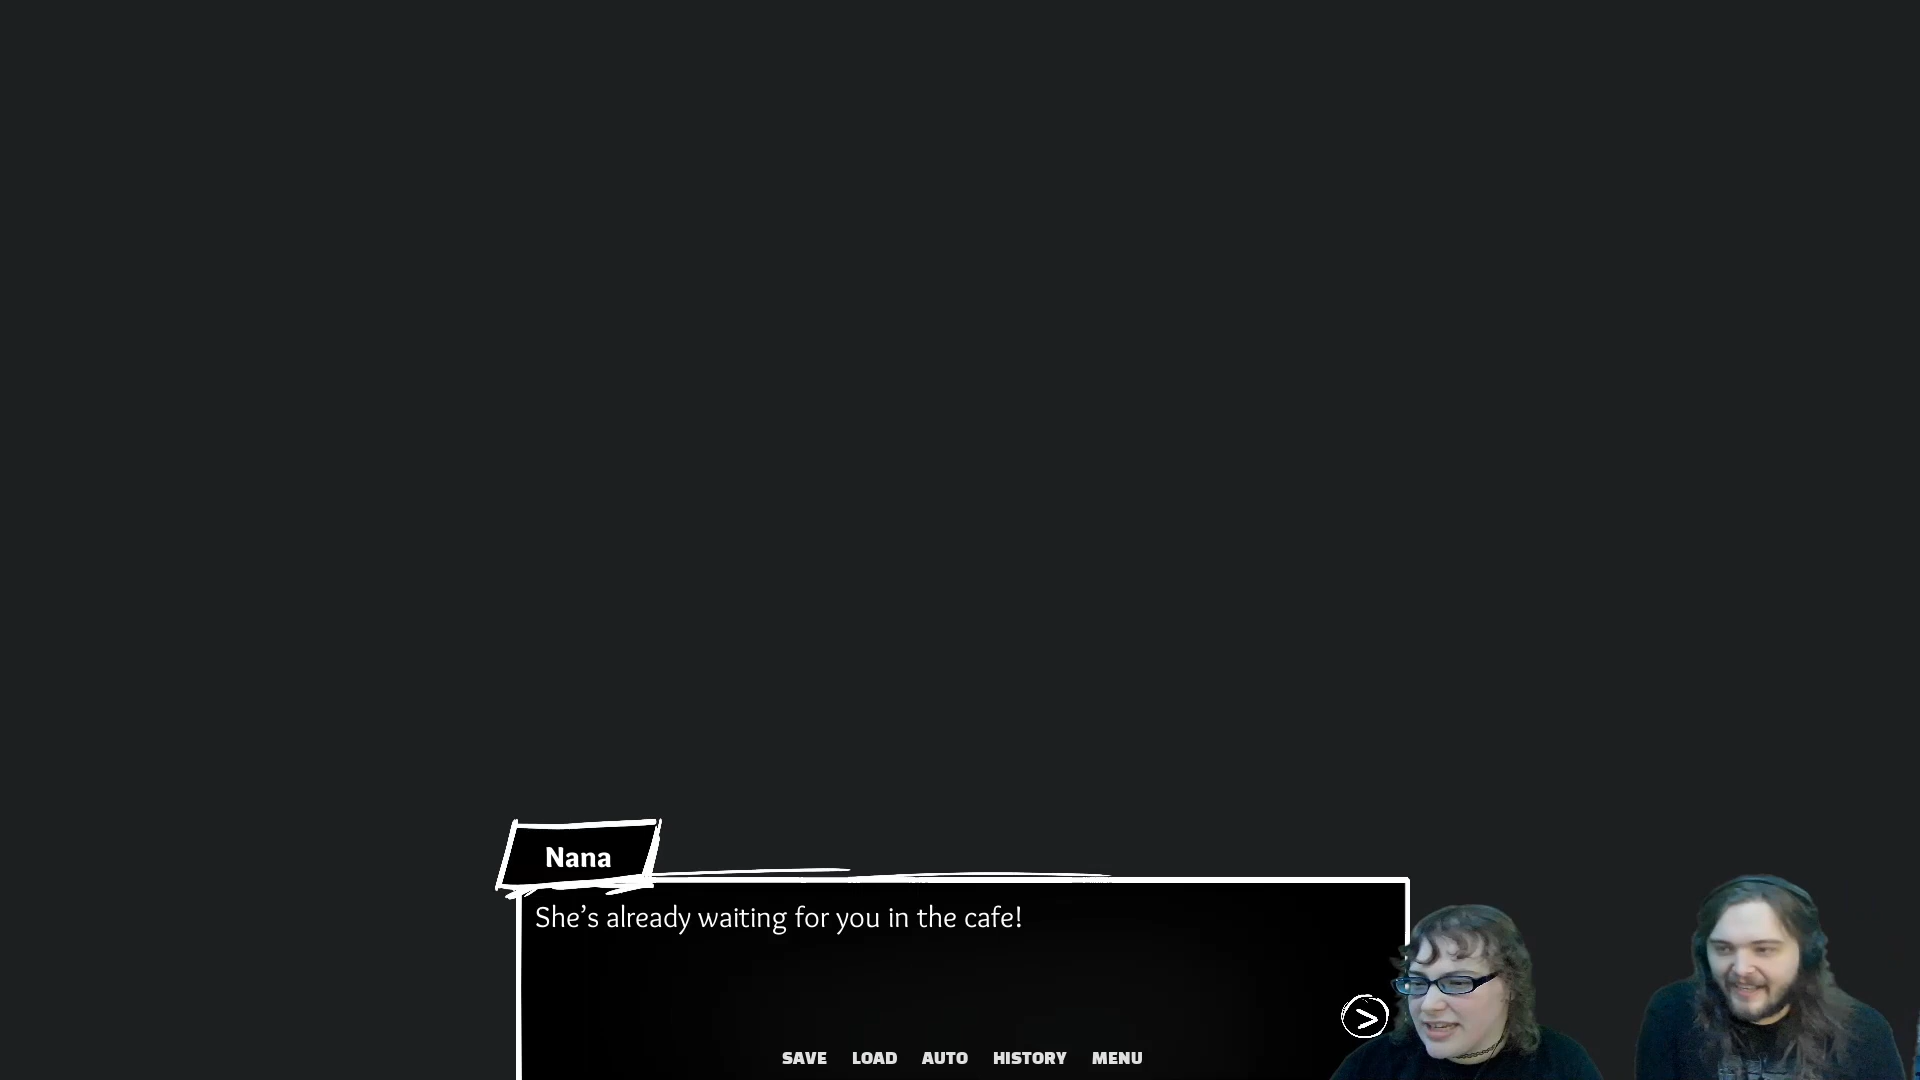 Nana
She’s already waiting for you in the cafe!
>
SAVE LOAD AUTO HISTORY MENU